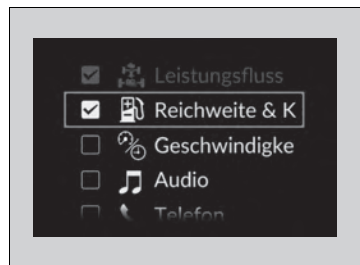 Leistungsfluss
Reichweite & K
Geschwindigke
Audio
Telefon